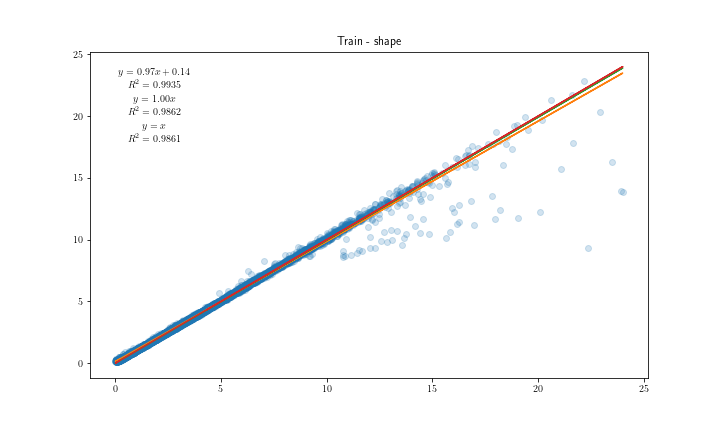 Train - shape
25
20
15
10
5
0
y = 0.97x + 0.14
R² = 0.9935
y = 1.00x
R² = 0.9862
y = x
R² = 0.9861
0 5 10 15 20 25